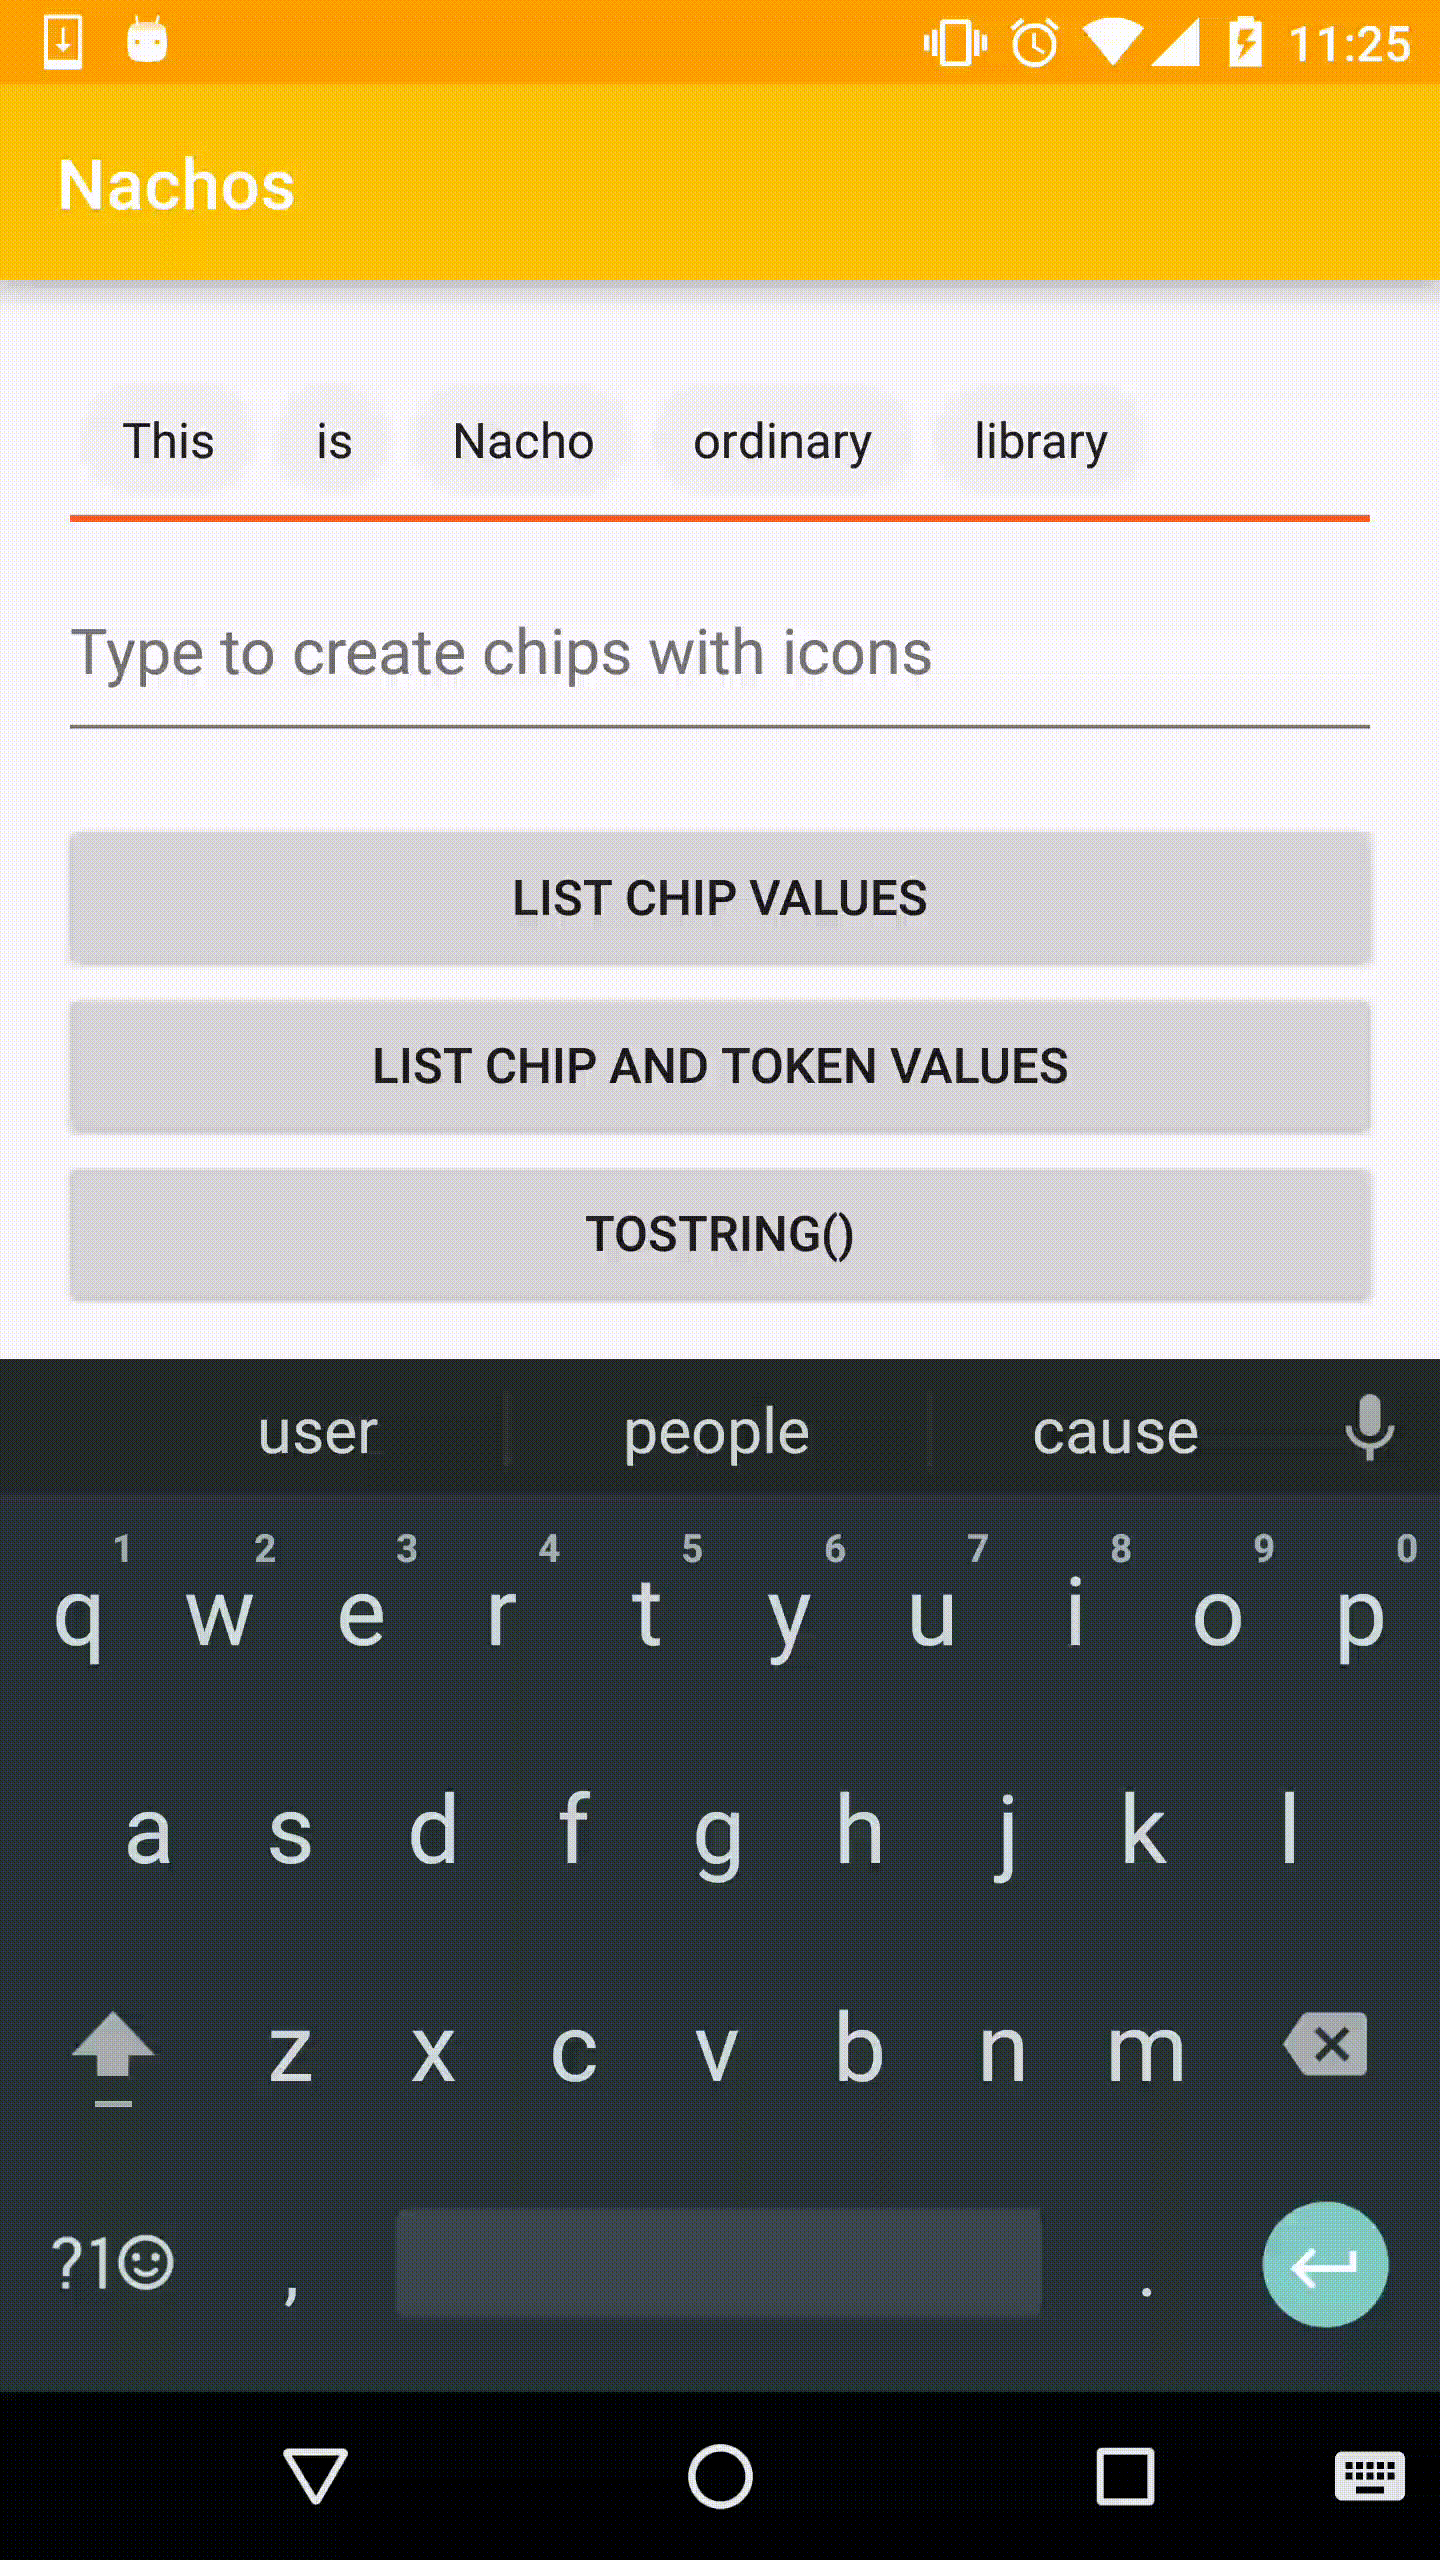 11:25
Nachos
This is Nacho ordinary library
Type to create chips with icons
LIST CHIP VALUES
LIST CHIP AND TOKEN VALUES
TOSTRING()
user people cause
1 2 3 4 5 6 7 8 9 0
q w e r t y u i o p
a s d f g h j k l
z x c v b n m
?1☺ , .